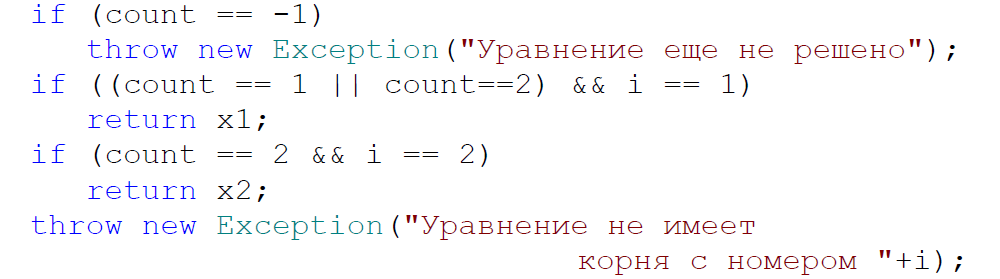 if (count == -1)
throw new Exception("Уравнение еще не решено");
if ((count == 1 || count==2) && i == 1)
return x1;
if (count == 2 && i == 2)
return x2;
throw new Exception("Уравнение не имеет
корня с номером "+i);